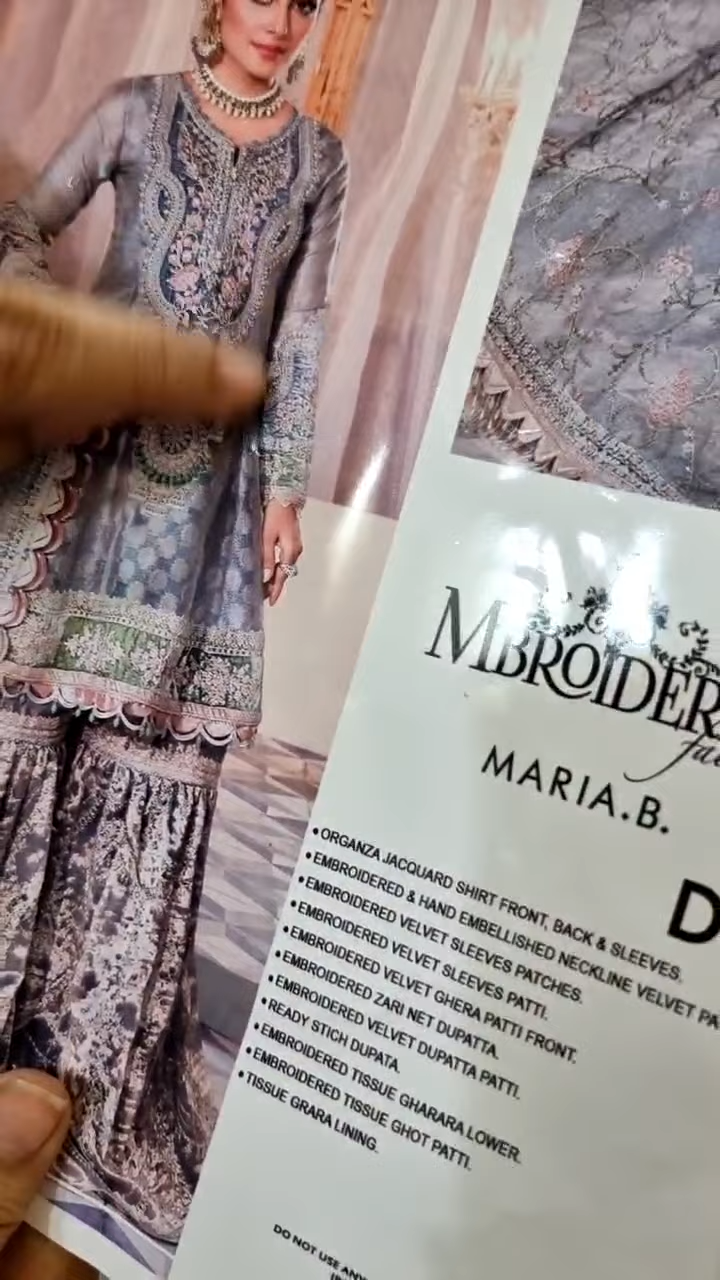 MBROIDER
MARIA.B.
D
• ORGANZA JACQUARD SHIRT FRONT, BACK & SLEEVES.
• EMBROIDERED & HAND EMBELLISHED NECKLINE VELVET PA
• EMBROIDERED VELVET SLEEVES PATCHES.
• EMBROIDERED VELVET SLEEVES PATTI.
• EMBROIDERED VELVET GHERA PATTI FRONT.
• EMBROIDERED ZARI NET DUPATTA.
• EMBROIDERED VELVET DUPATTA PATTI.
• READY STICH DUPATA.
• EMBROIDERED TISSUE GHARARA LOWER.
• EMBROIDERED TISSUE GHOT PATTI.
• TISSUE GRARA LINING.
DO NOT USE ANY